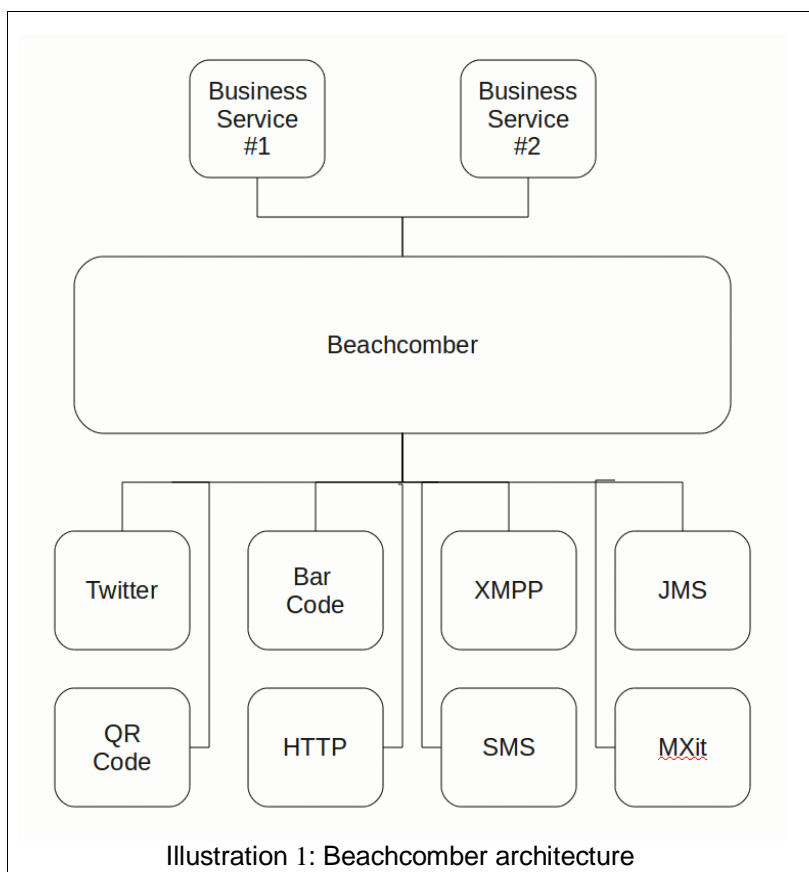 Business
Service
#1
Business
Service
#2
Beachcomber
Twitter
Bar
Code
XMPP
JMS
QR
Code
HTTP
SMS
MXit
Illustration 1: Beachcomber architecture